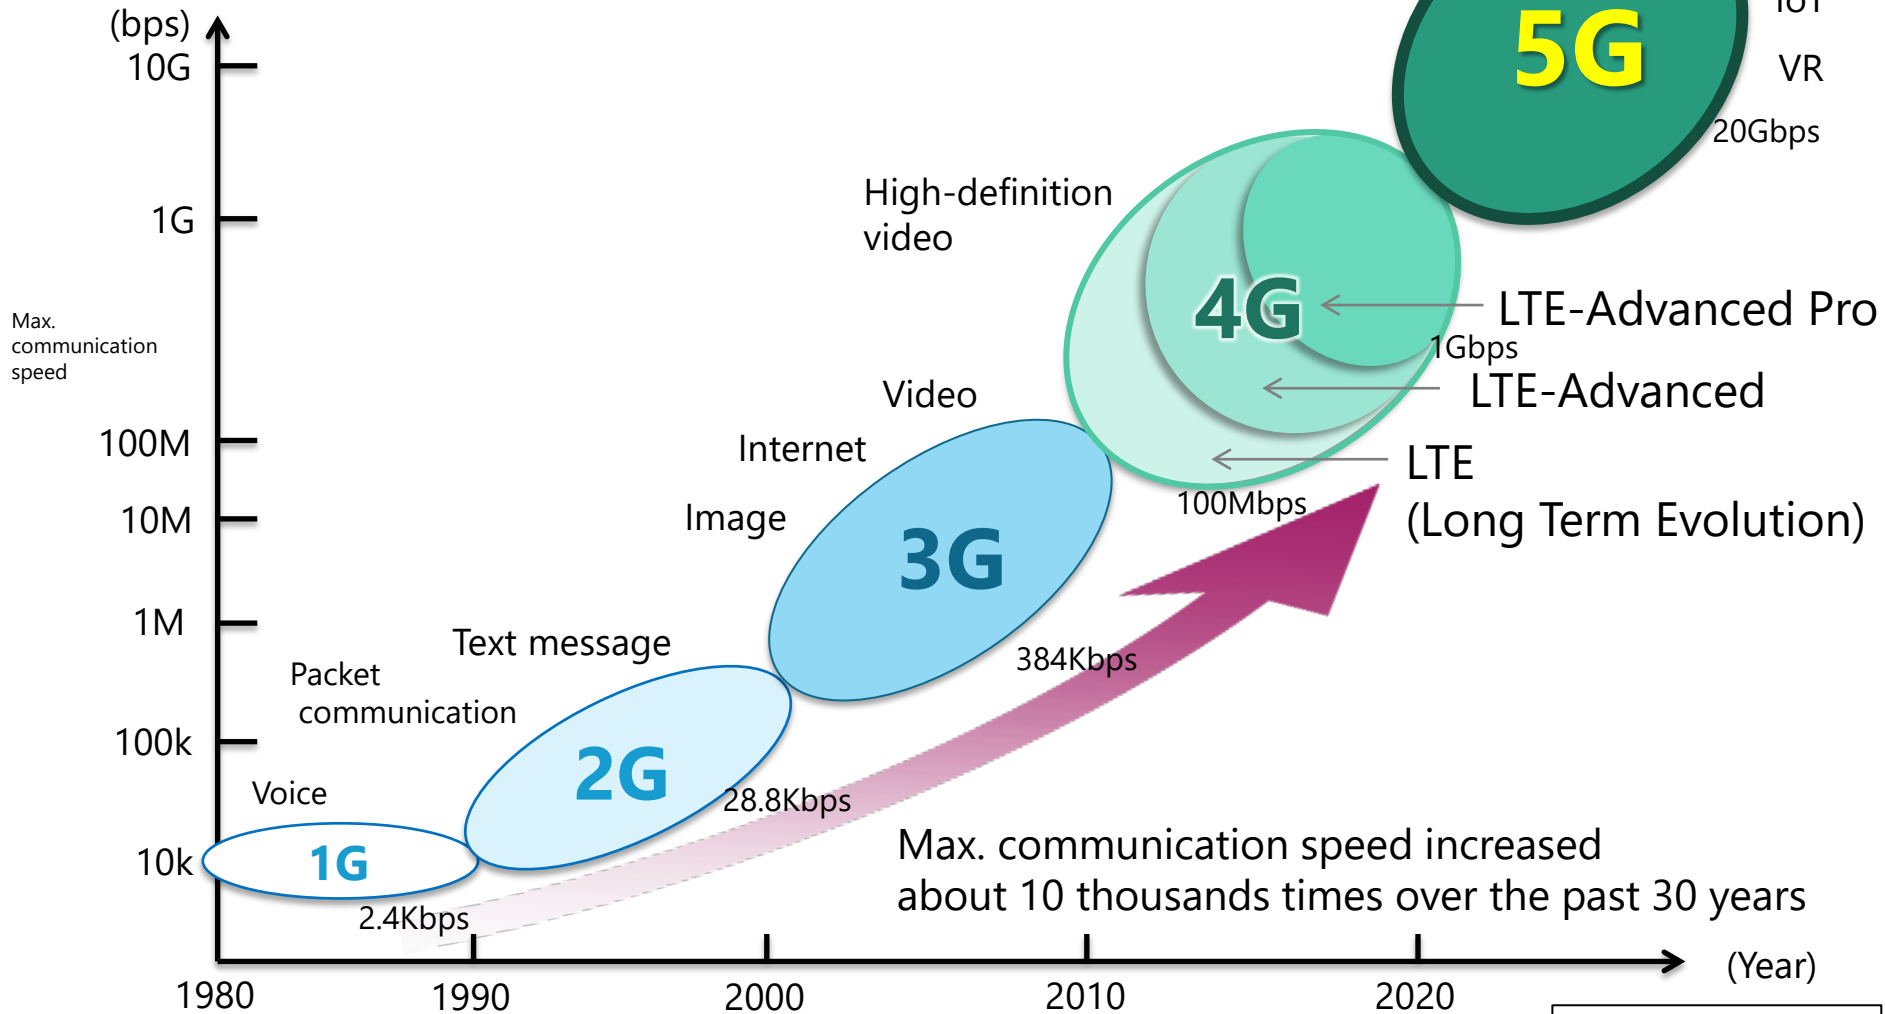 (bps)
10G
1G
Max.
communication
speed
100M
10M
1M
100k
10k
5G
VR
20Gbps
High-definition
video
4G
LTE-Advanced Pro
1Gbps
LTE-Advanced
LTE
(Long Term Evolution)
100Mbps
Video
Internet
Image
3G
384Kbps
Text message
Packet
communication
2G
28.8Kbps
Voice
1G
2.4Kbps
Max. communication speed increased
about 10 thousands times over the past 30 years
(Year)
1980 1990 2000 2010 2020